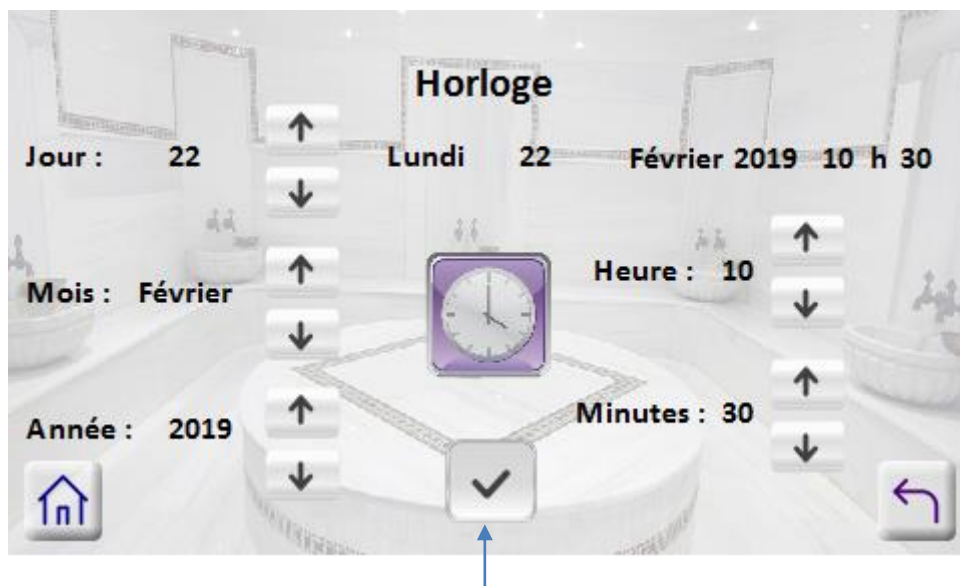 Horloge
Jour : 22
Lundi 22 Février 2019 10 h 30
Mois : Février
Heure : 10
Année : 2019
Minutes : 30